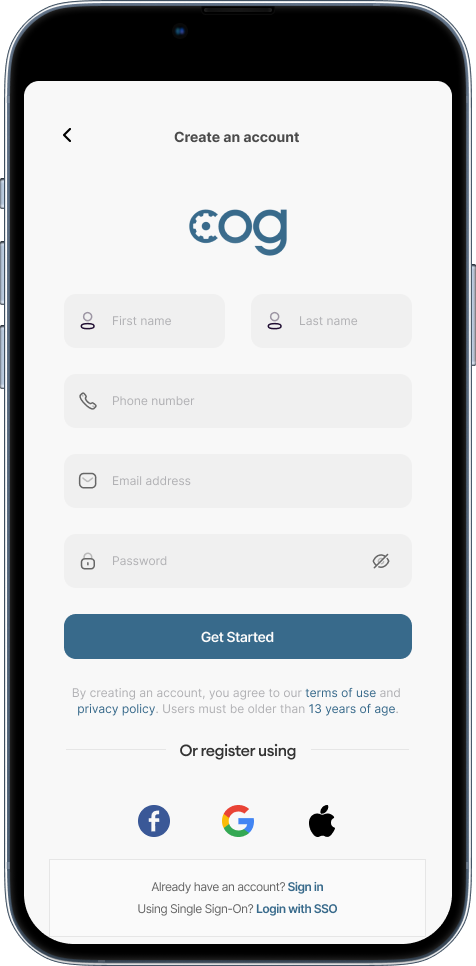 Create an account
cog
First name
Last name
Phone number
Email address
Password
Get Started
By creating an account, you agree to our terms of use and
privacy policy. Users must be older than 13 years of age.
Or register using
Already have an account? Sign in
Using Single Sign-On? Login with SSO